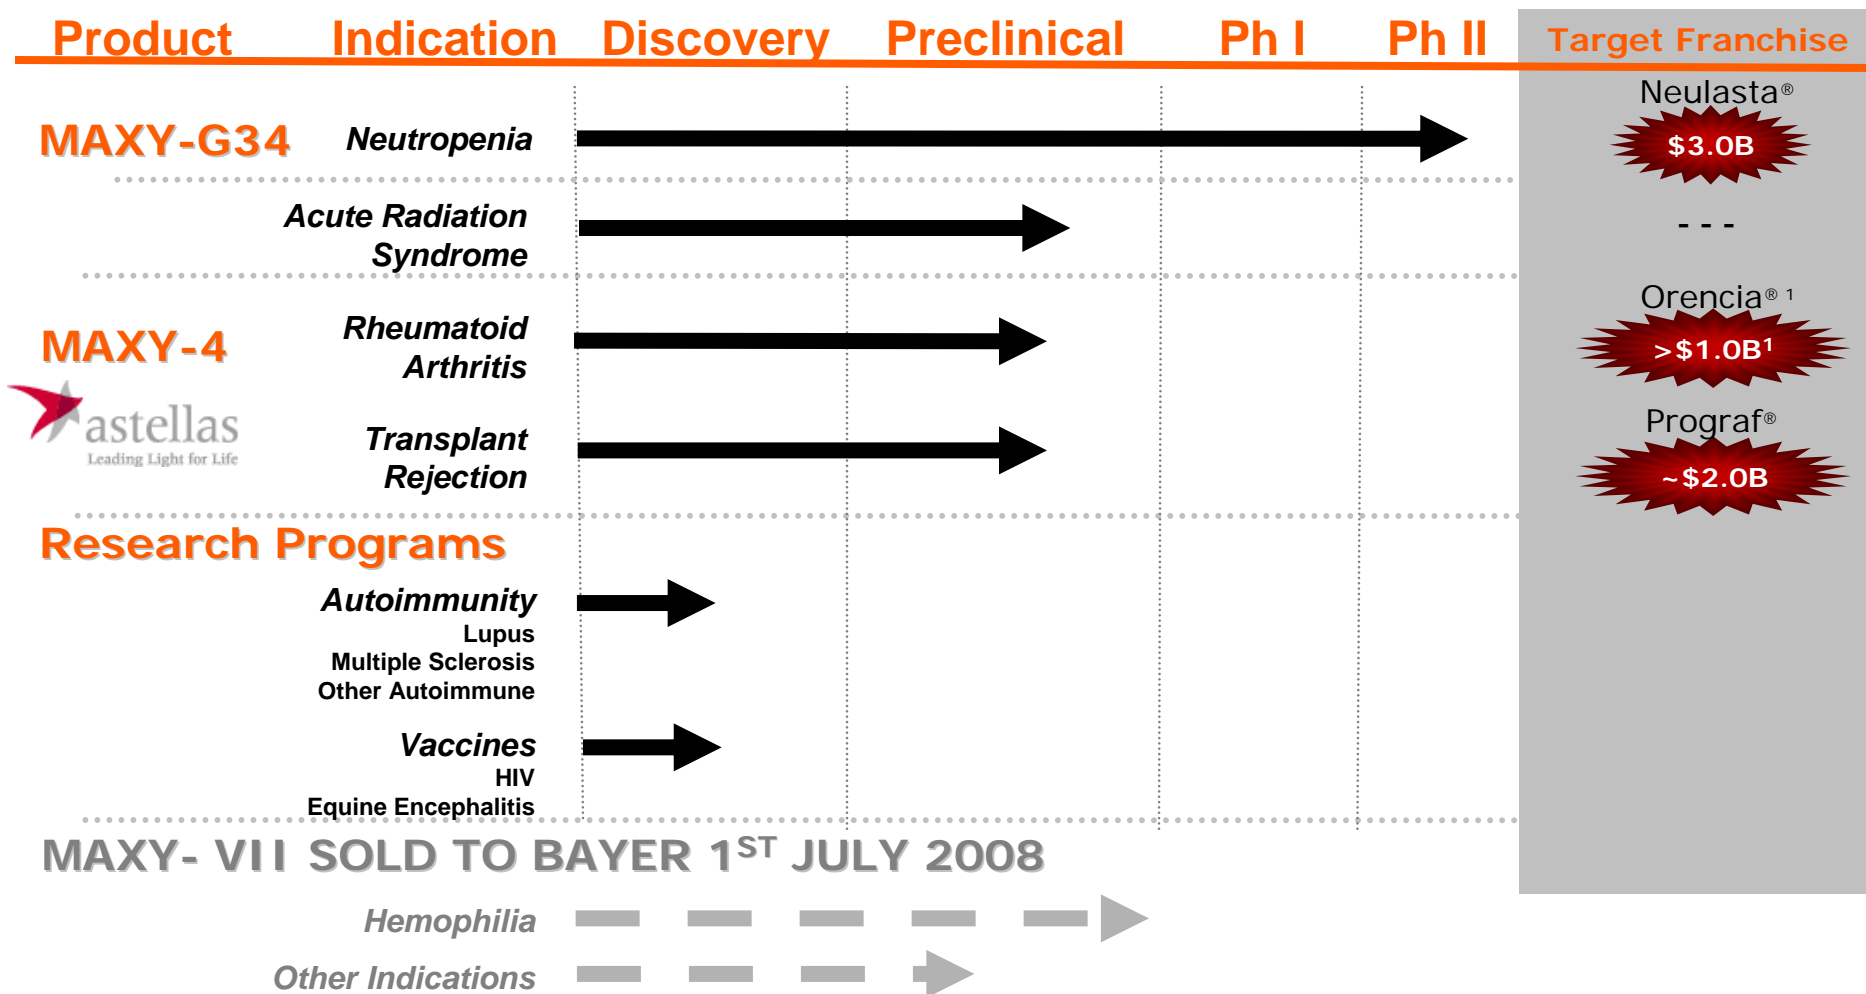 Product Indication Discovery Preclinical Ph I Ph II Target Franchise
MAXY-G34 Neutropenia Neulasta®
$3.0B
Acute Radiation
Syndrome
- - -
MAXY-4
astellas
Leading Light for Life
Rheumatoid
Arthritis
Orencia® 1
>$1.0B1
Transplant
Rejection
Prograf®
~$2.0B
Research Programs
Autoimmunity
Lupus
Multiple Sclerosis
Other Autoimmune
Vaccines
HIV
Equine Encephalitis
MAXY- VII SOLD TO BAYER 1ST JULY 2008
Hemophilia
Other Indications